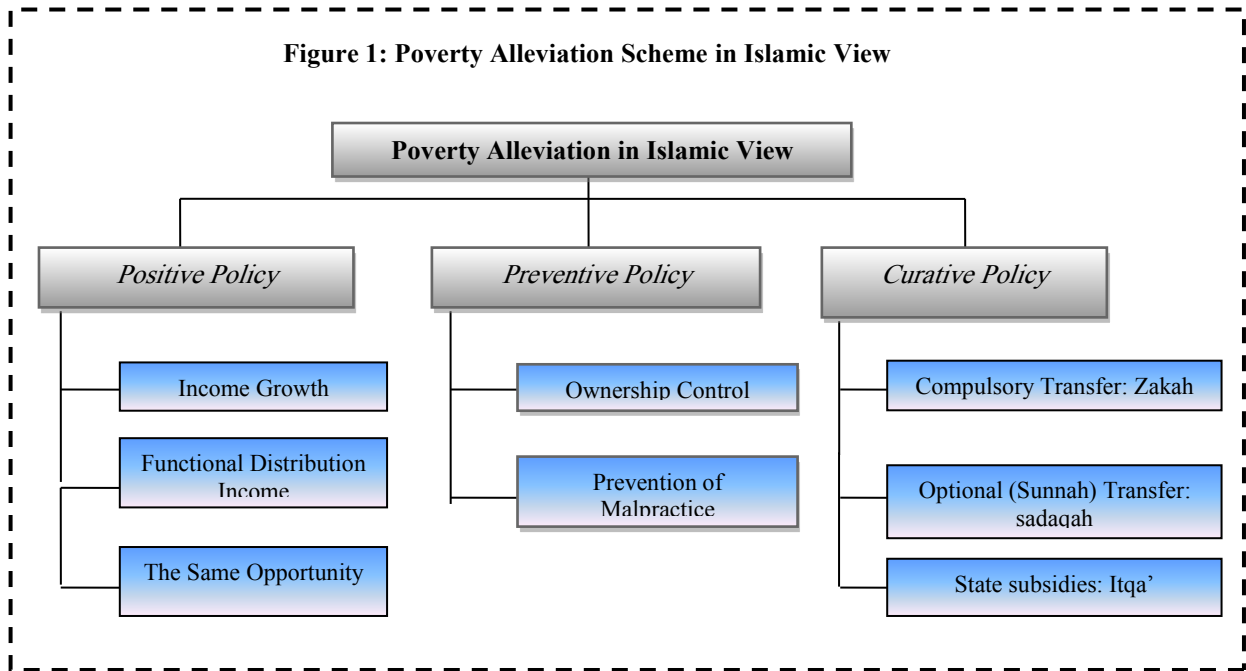 Figure 1: Poverty Alleviation Scheme in Islamic View
Poverty Alleviation in Islamic View
Positive Policy
Income Growth
Functional Distribution
Income
The Same Opportunity
Preventive Policy
Ownership Control
Prevention of
Malpractice
Curative Policy
Compulsory Transfer: Zakah
Optional (Sunnah) Transfer:
sadaqah
State subsidies: Itqa’